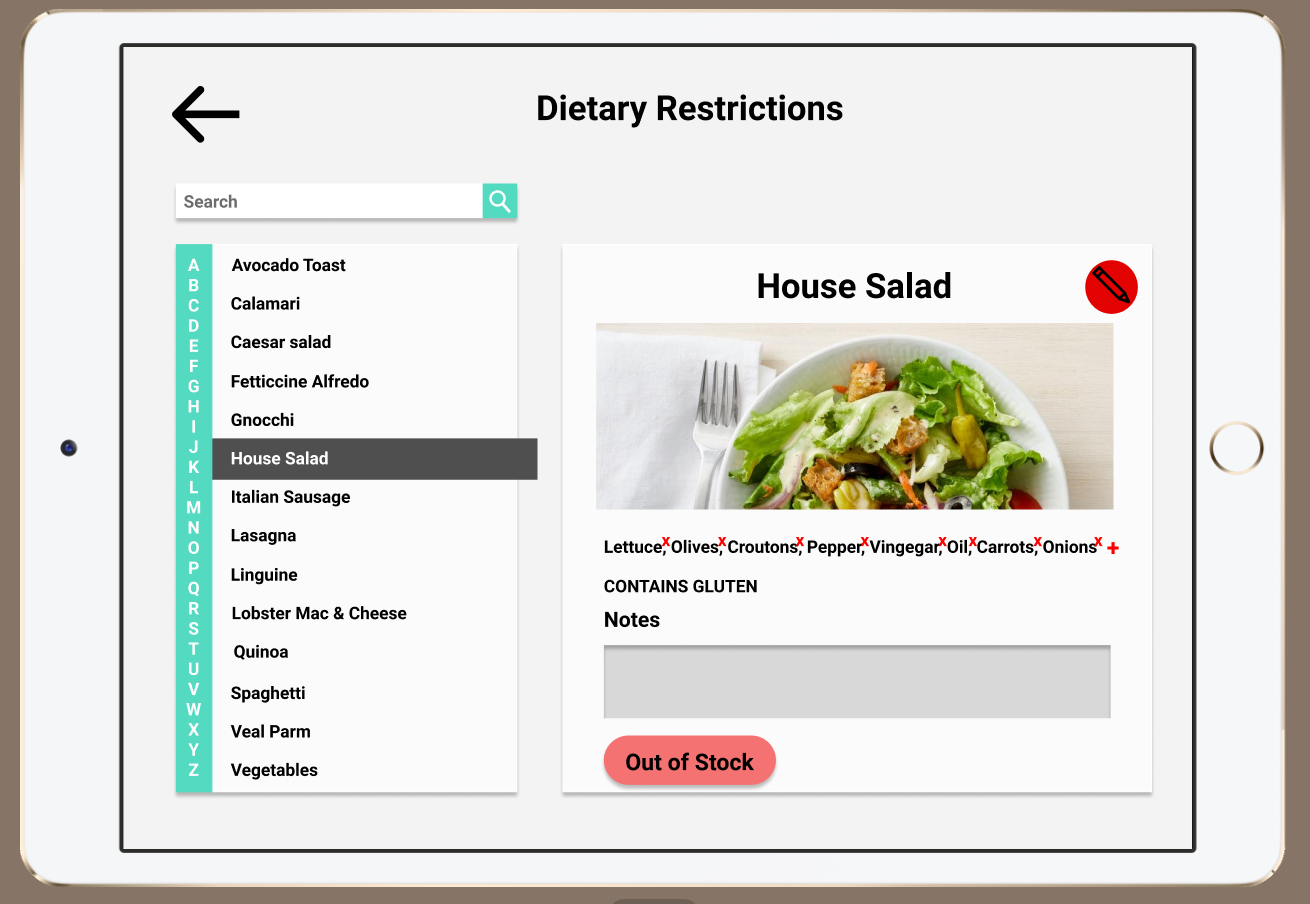 Dietary Restrictions
Search
A
B
C
D
E
F
G
H
I
J
K
L
M
N
O
P
Q
R
S
T
U
V
W
X
Y
Z
Avocado Toast
Calamari
Caesar salad
Fetticcine Alfredo
Gnocchi
House Salad
Italian Sausage
Lasagna
Linguine
Lobster Mac & Cheese
Quinoa
Spaghetti
Veal Parm
Vegetables
House Salad
Lettuce,x Olives,x Croutons,x Pepper,x Vingegar,x Oil,x Carrots,x Onionsx +
CONTAINS GLUTEN
Notes
Out of Stock